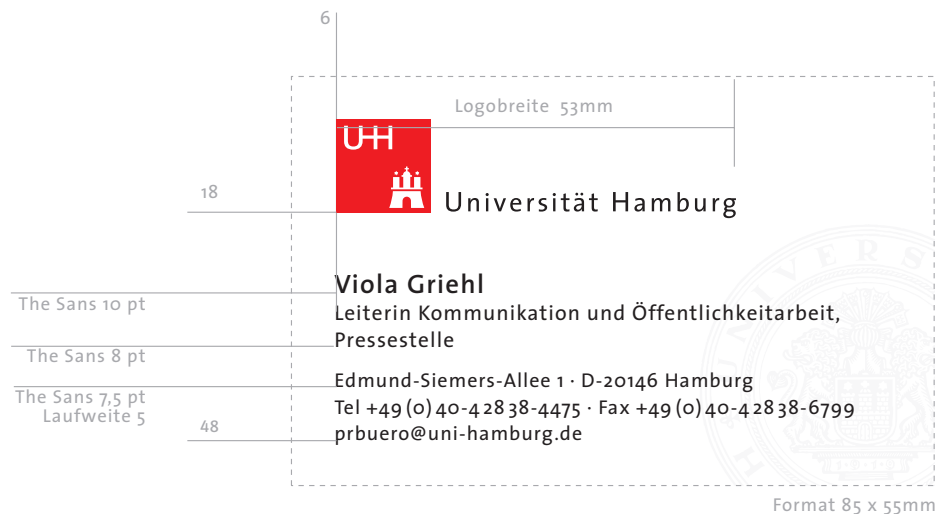 6
Logobreite 53mm
UH
18
Universität Hamburg
Viola Griehl
The Sans 10 pt
Leiterin Kommunikation und Öffentlichkeitarbeit,
Pressestelle
The Sans 8 pt
Edmund-Siemers-Allee 1 · D-20146 Hamburg
The Sans 7,5 pt
Laufweite 5
Tel +49 (0) 40-4 28 38-4475 · Fax +49 (0) 40-4 28 38-6799
48
prbuero@uni-hamburg.de
Format 85 x 55mm